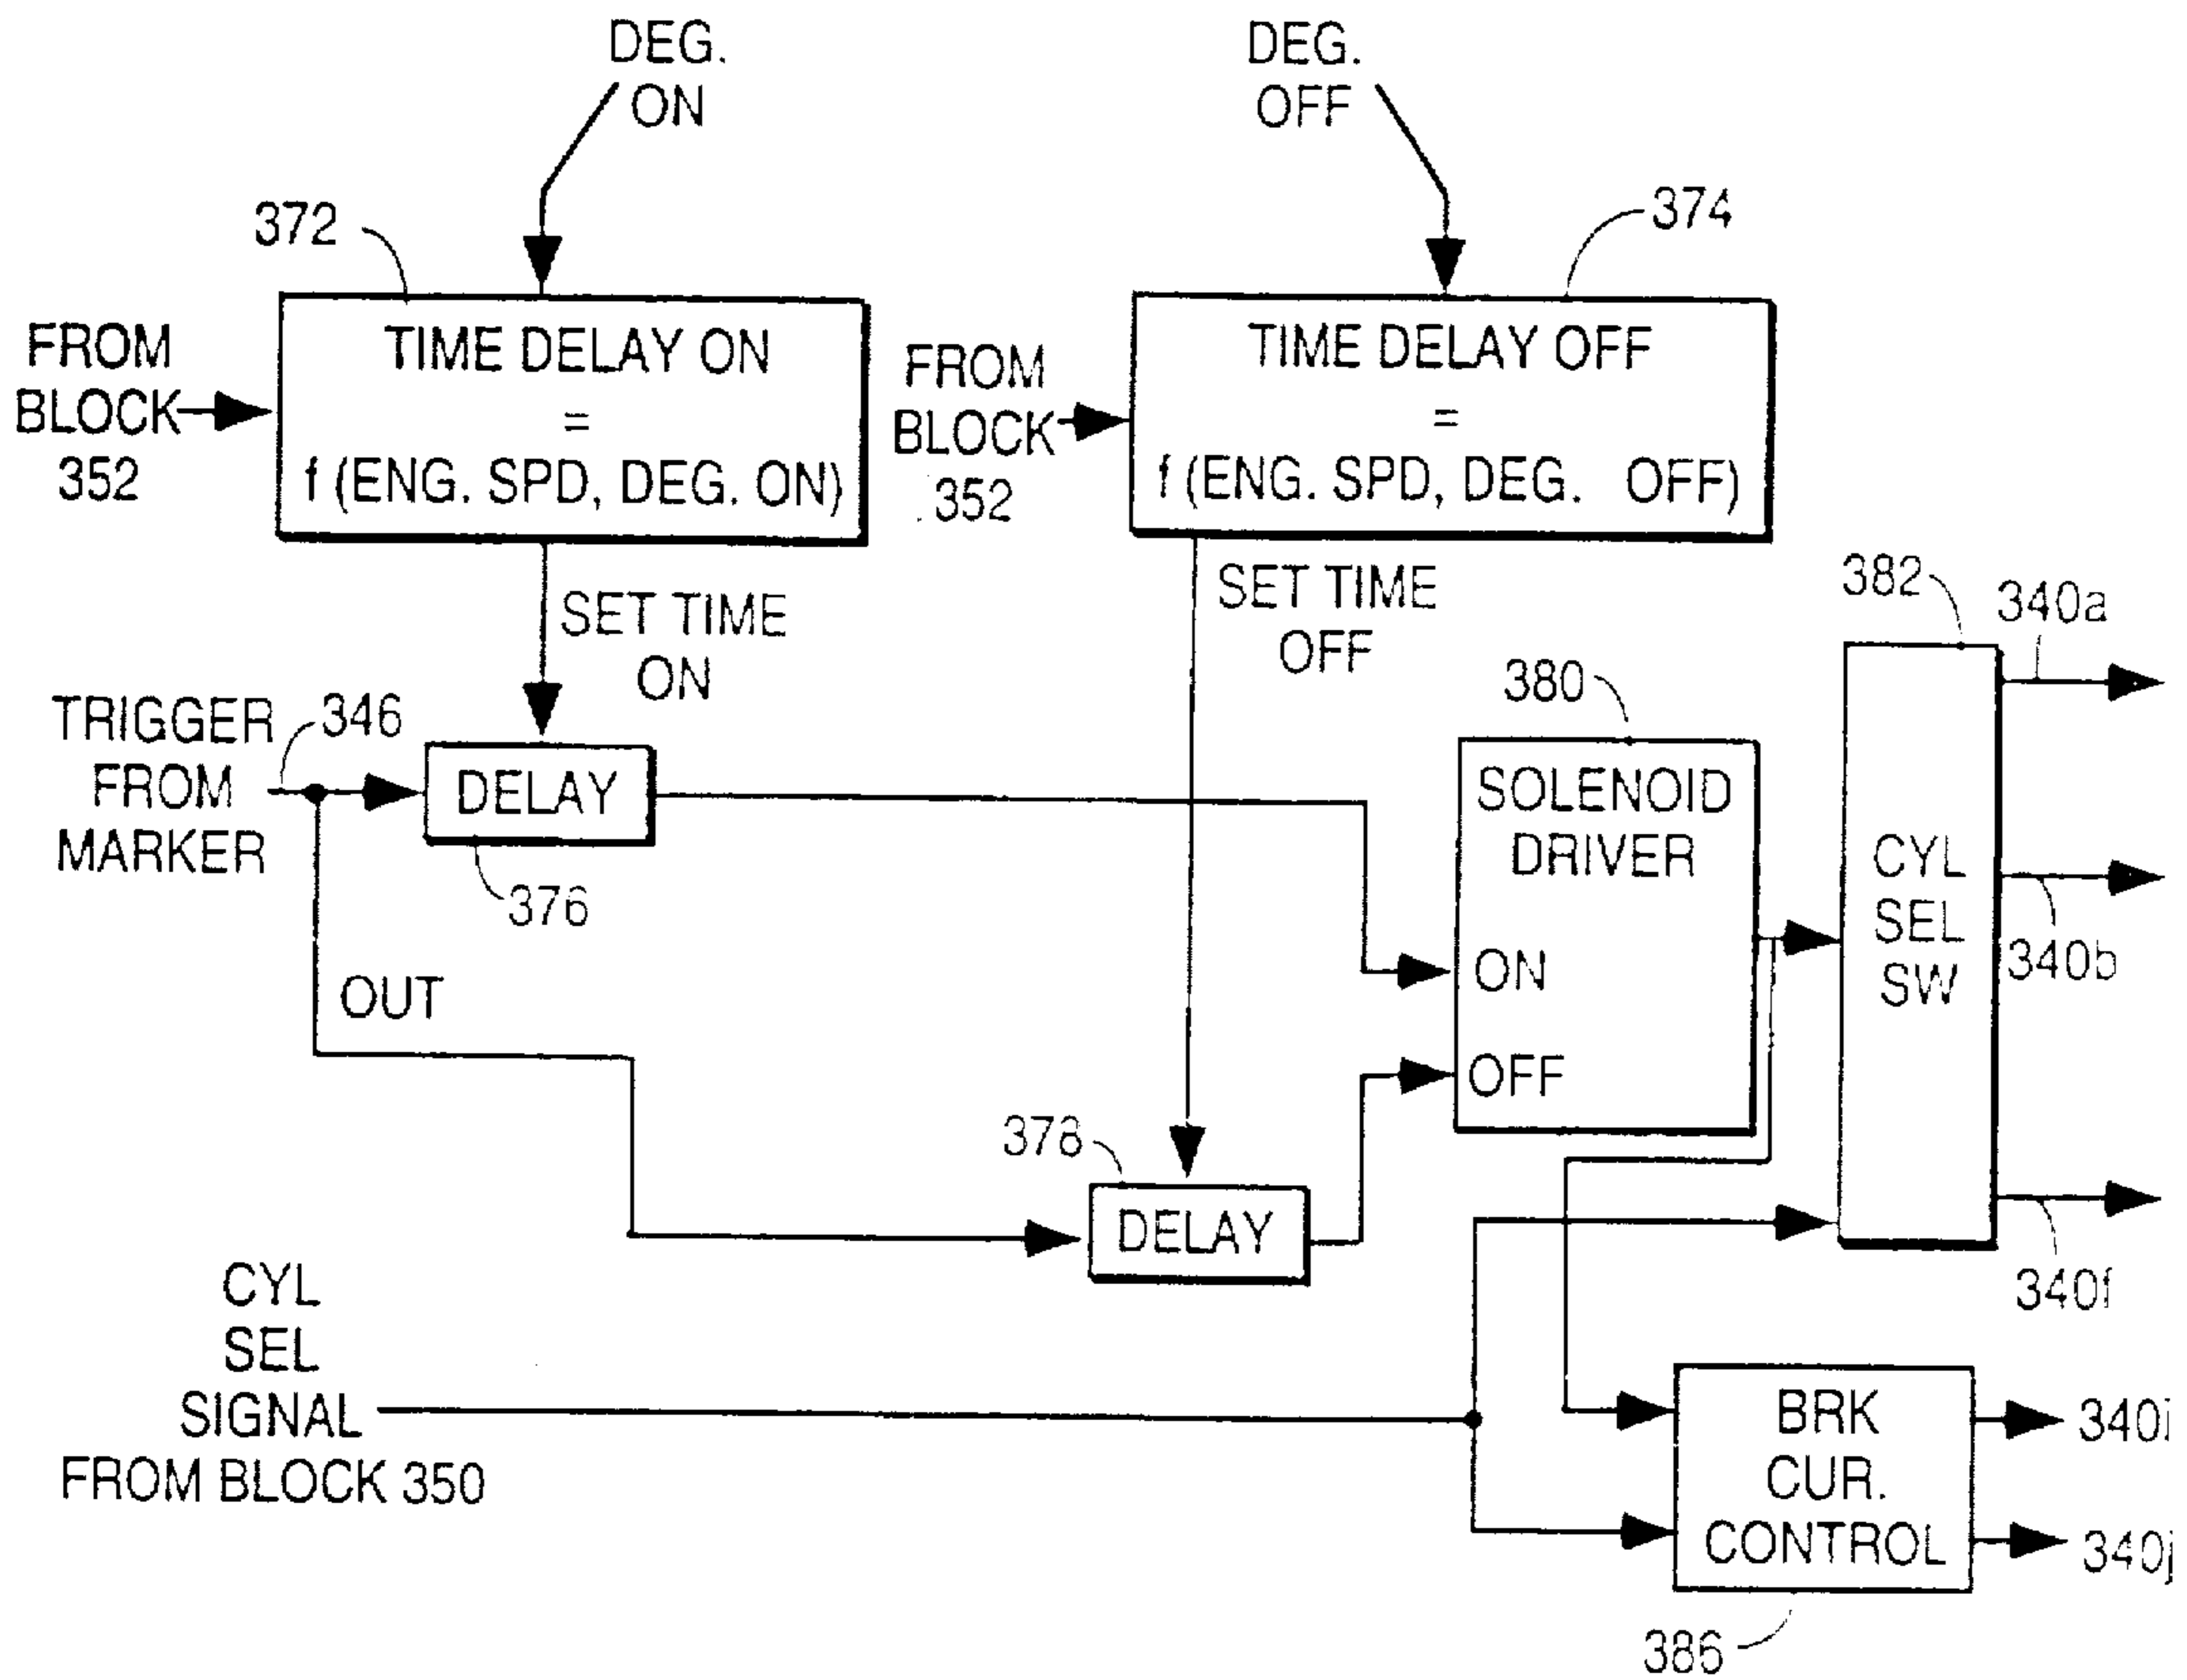 DEG.
ON
DEG.
OFF
372
374
FROM
BLOCK
352
TIME DELAY ON
=
f (ENG. SPD, DEG. ON)
FROM
BLOCK
352
TIME DELAY OFF
=
f (ENG. SPD, DEG. OFF)
SET TIME
ON
SET TIME
OFF
382
340a
380
TRIGGER
FROM
MARKER
346
DELAY
376
SOLENOID
DRIVER
ON
OFF
CYL
SEL
SW
340b
OUT
378
DELAY
340f
CYL
SEL
SIGNAL
FROM BLOCK 350
BRK
CUR.
CONTROL
340i
340j
386